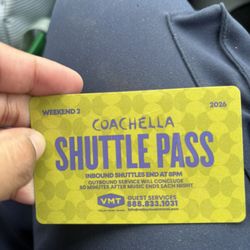 WEEKEND 2 2026
COACHELLA
SHUTTLE PASS
INBOUND SHUTTLES END AT 8PM
OUTBOUND SERVICE WILL CONCLUDE
90 MINUTES AFTER MUSIC ENDS EACH NIGHT
VMT GUEST SERVICES
888.833.1031